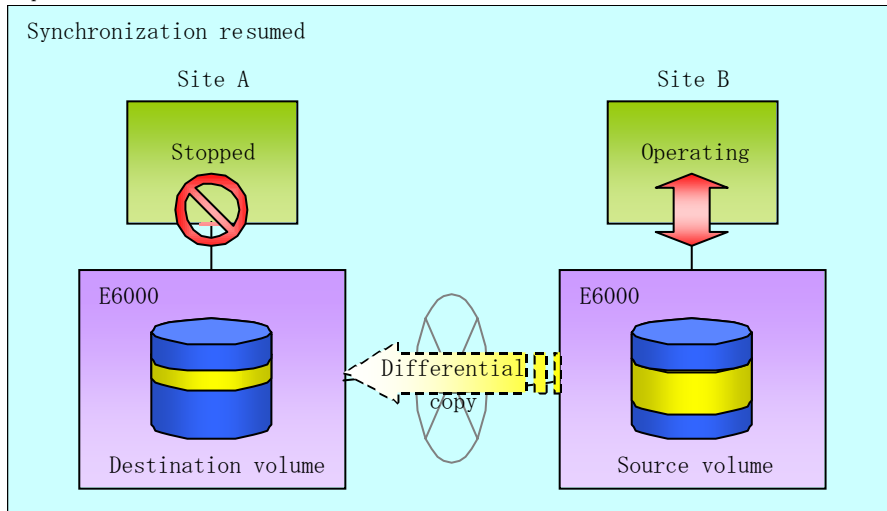 Synchronization resumed
Site A
Site B
Stopped
Operating
E6000
E6000
Differential
copy
Destination volume
Source volume